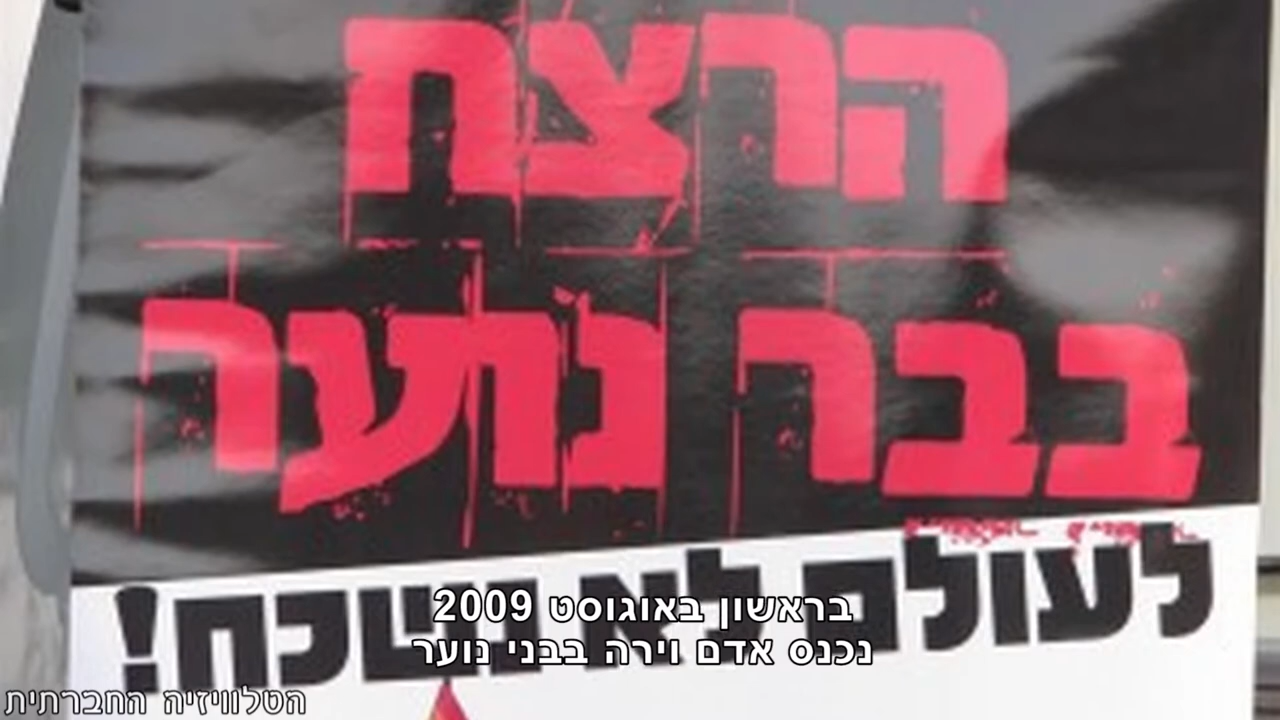 הרצח
בבר נוער
לעולם לא נשכח!
בראשון באוגוסט 2009
נכנס אדם וירה בבני נוער
הטלוויזיה החברתית